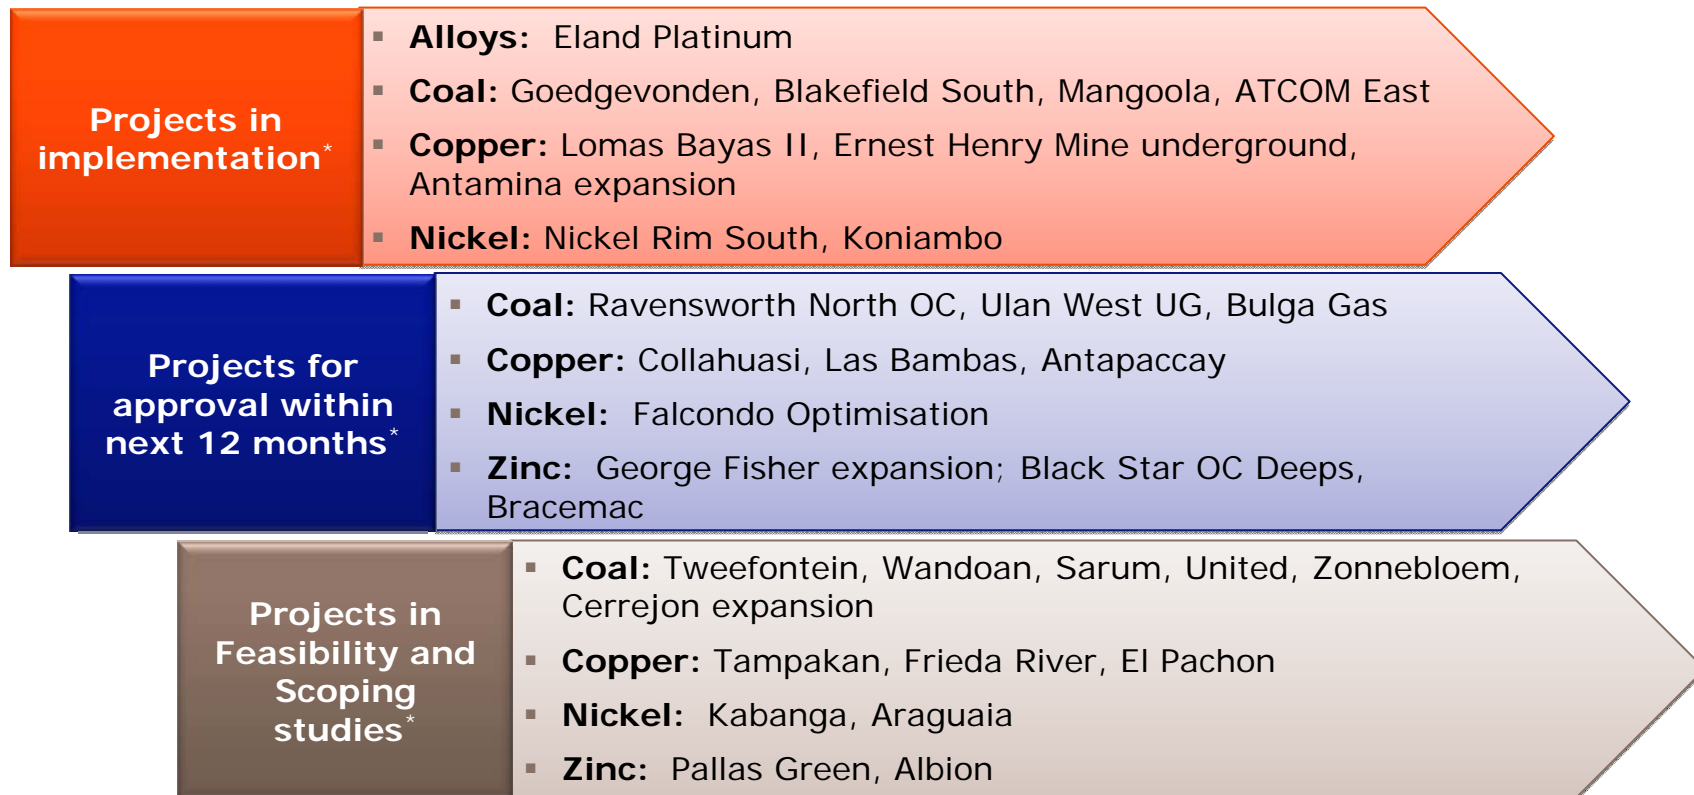 Projects in
implementation*
▪ Alloys: Eland Platinum
▪ Coal: Goedgevonden, Blakefield South, Mangoola, ATCOM East
▪ Copper: Lomas Bayas II, Ernest Henry Mine underground,
Antamina expansion
▪ Nickel: Nickel Rim South, Koniambo
Projects for
approval within
next 12 months*
▪ Coal: Ravensworth North OC, Ulan West UG, Bulga Gas
▪ Copper: Collahuasi, Las Bambas, Antapaccay
▪ Nickel: Falcondo Optimisation
▪ Zinc: George Fisher expansion; Black Star OC Deeps,
Bracemac
Projects in
Feasibility and
Scoping
studies*
▪ Coal: Tweefontein, Wandoan, Sarum, United, Zonnebloem,
Cerrejon expansion
▪ Copper: Tampakan, Frieda River, El Pachon
▪ Nickel: Kabanga, Araguaia
▪ Zinc: Pallas Green, Albion